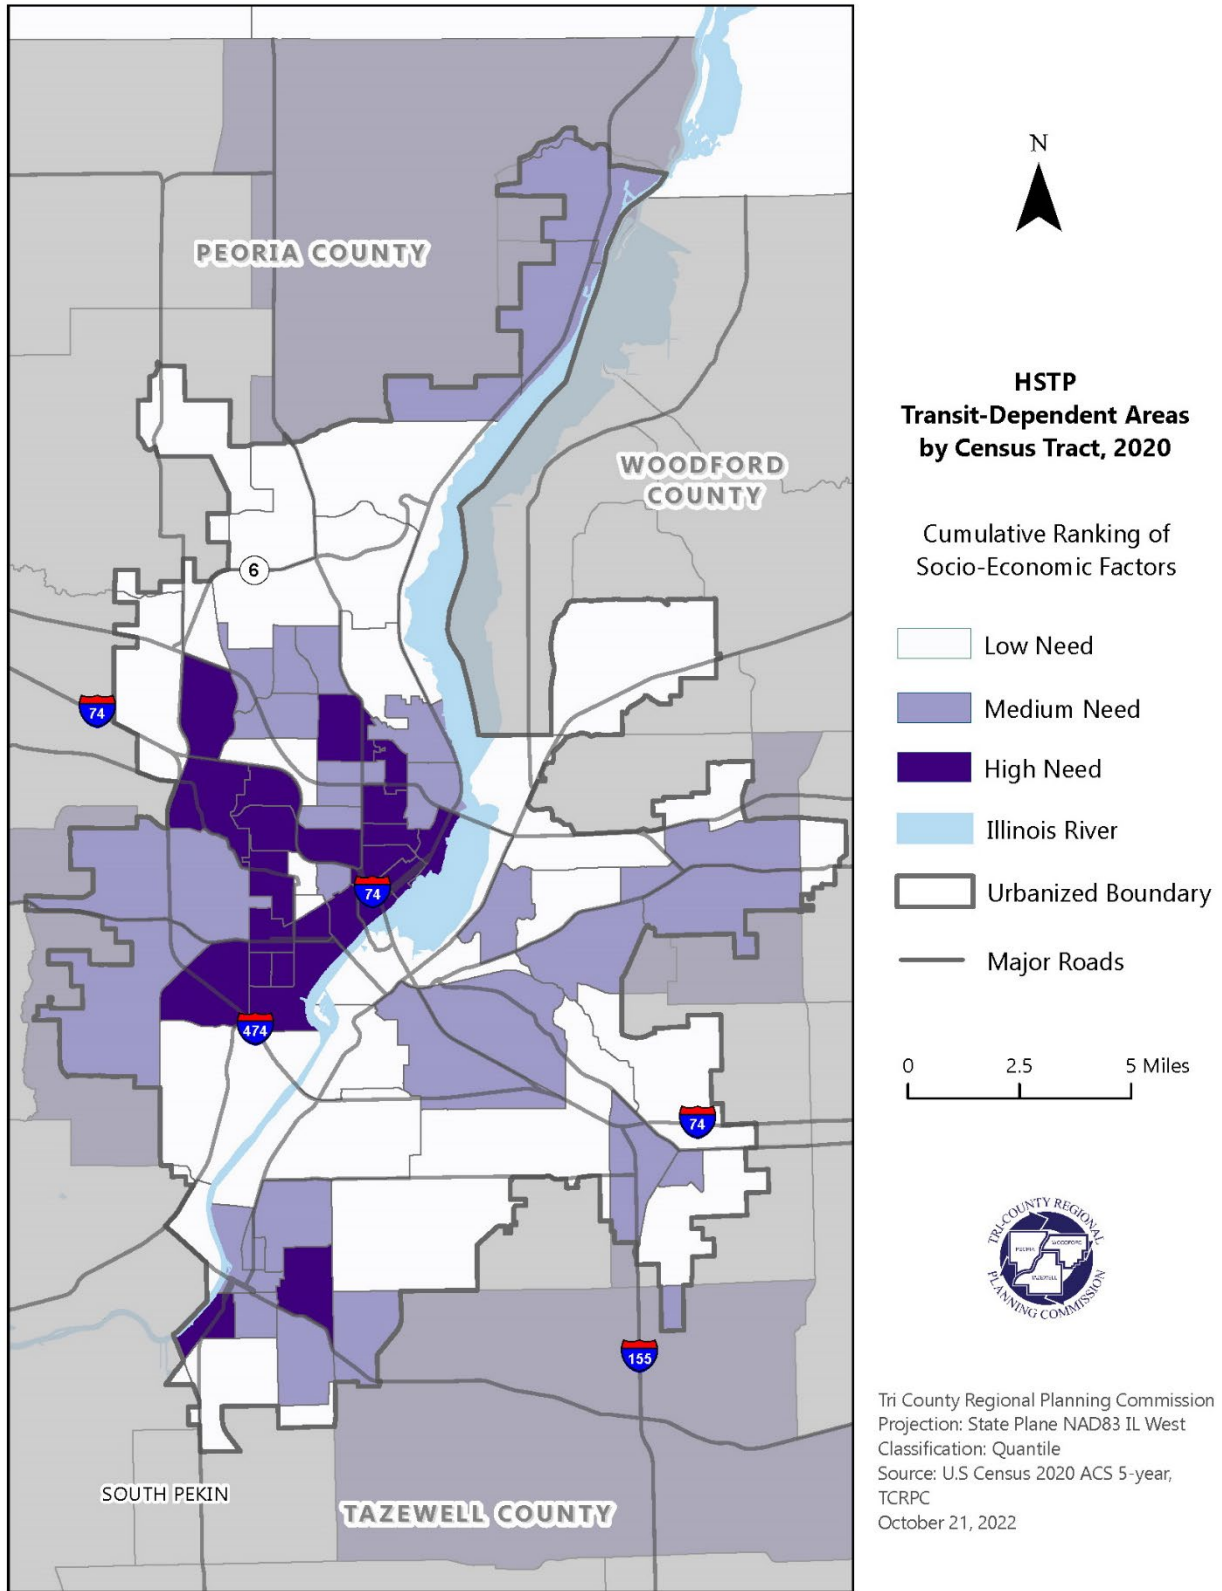 PEORIA COUNTY
WOODFORD
COUNTY
6
74
74
474
74
155
SOUTH PEKIN
TAZEWELL COUNTY
N
HSTP
Transit-Dependent Areas
by Census Tract, 2020
Cumulative Ranking of
Socio-Economic Factors
Low Need
Medium Need
High Need
Illinois River
Urbanized Boundary
Major Roads
0 2.5 5 Miles
TRI-COUNTY REGIONAL
PEORIA
WOODFORD
TAZEWELL
PLANNING COMMISSION
Tri County Regional Planning Commission
Projection: State Plane NAD83 IL West
Classification: Quantile
Source: U.S Census 2020 ACS 5-year,
TCRPC
October 21, 2022